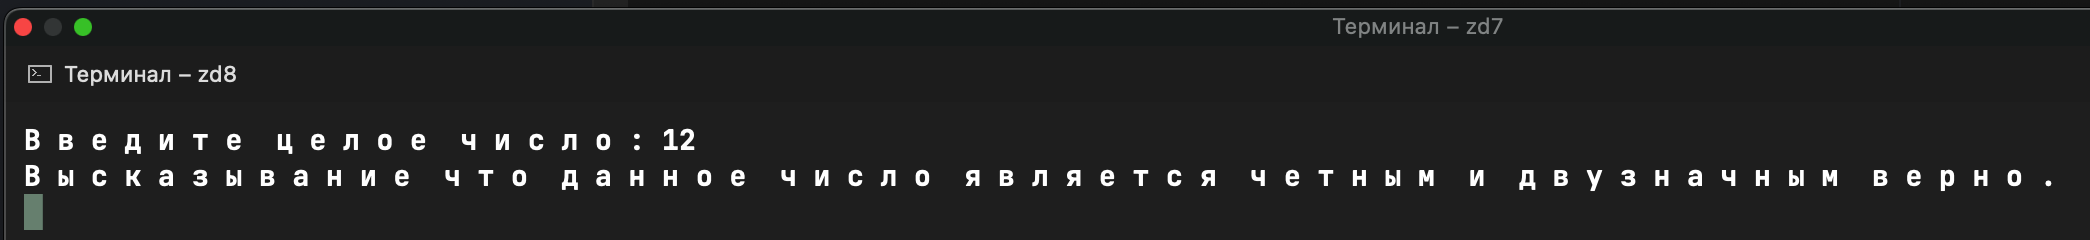 Терминал – zd7
Терминал – zd8
Введите целое число: 12
Высказывание что данное число является четным и двузначным верно.